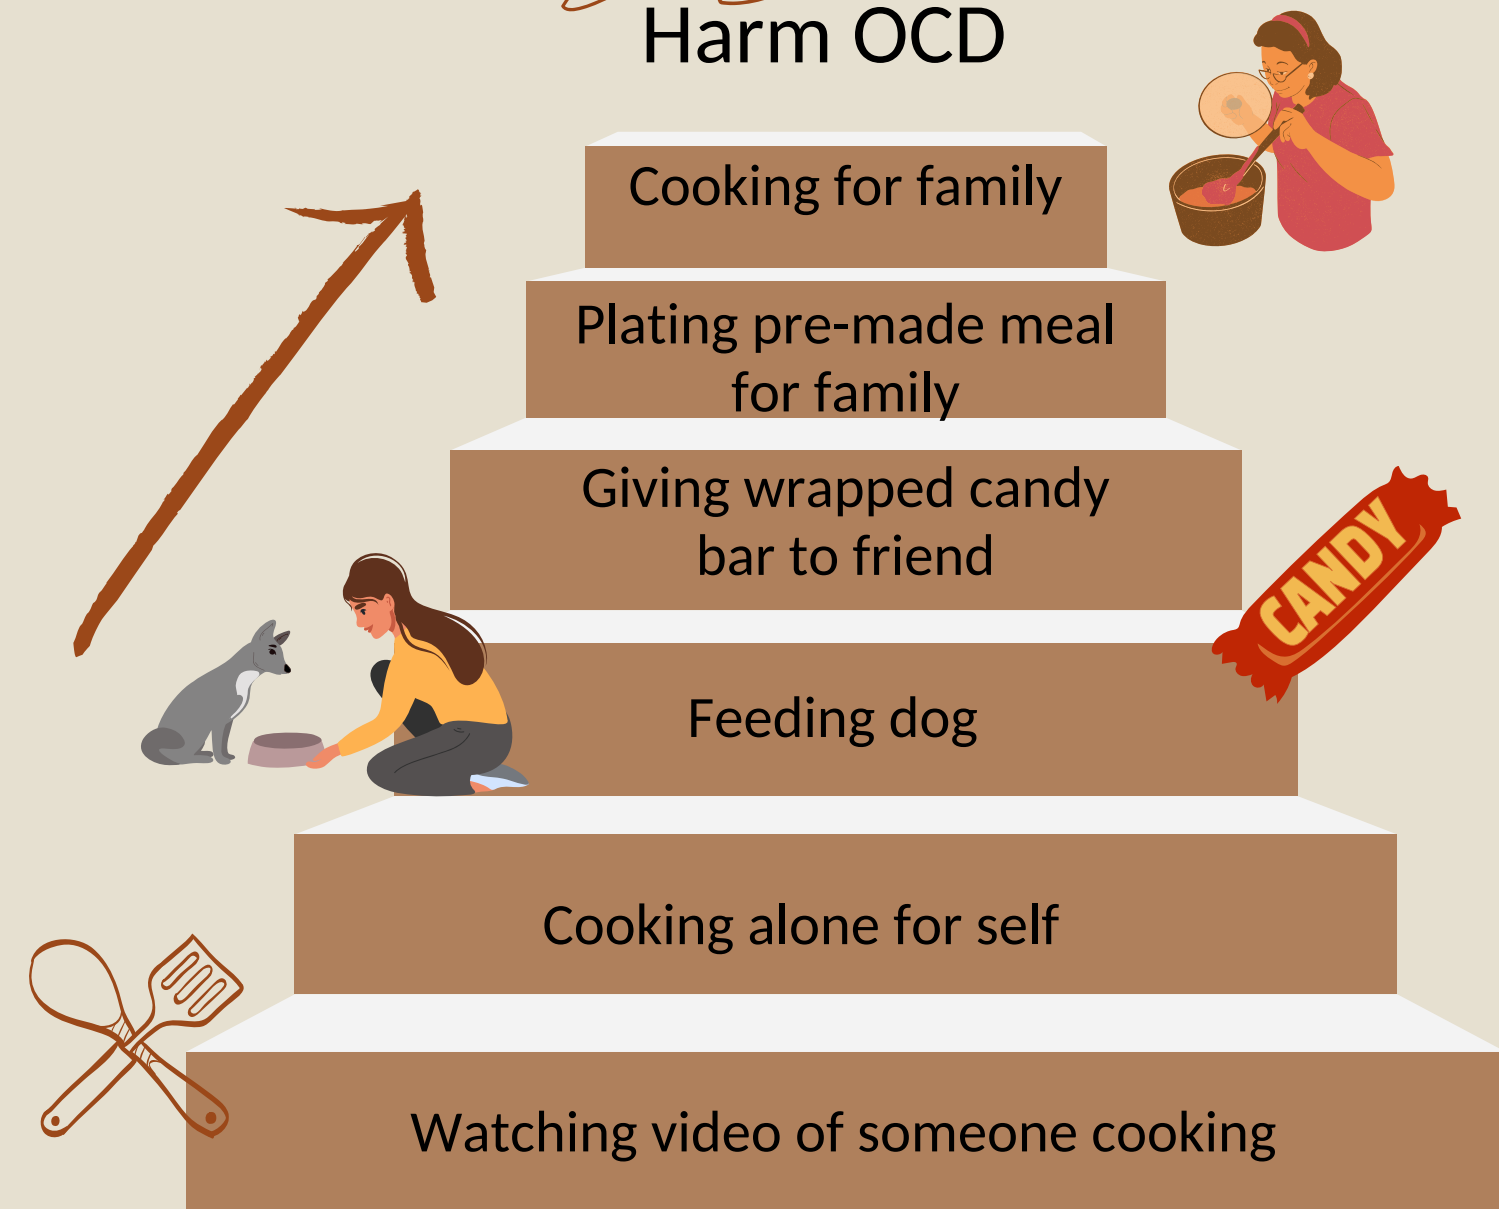 Harm OCD
Cooking for family
Plating pre-made meal
for family
Giving wrapped candy
bar to friend
CANDY
Feeding dog
Cooking alone for self
Watching video of someone cooking